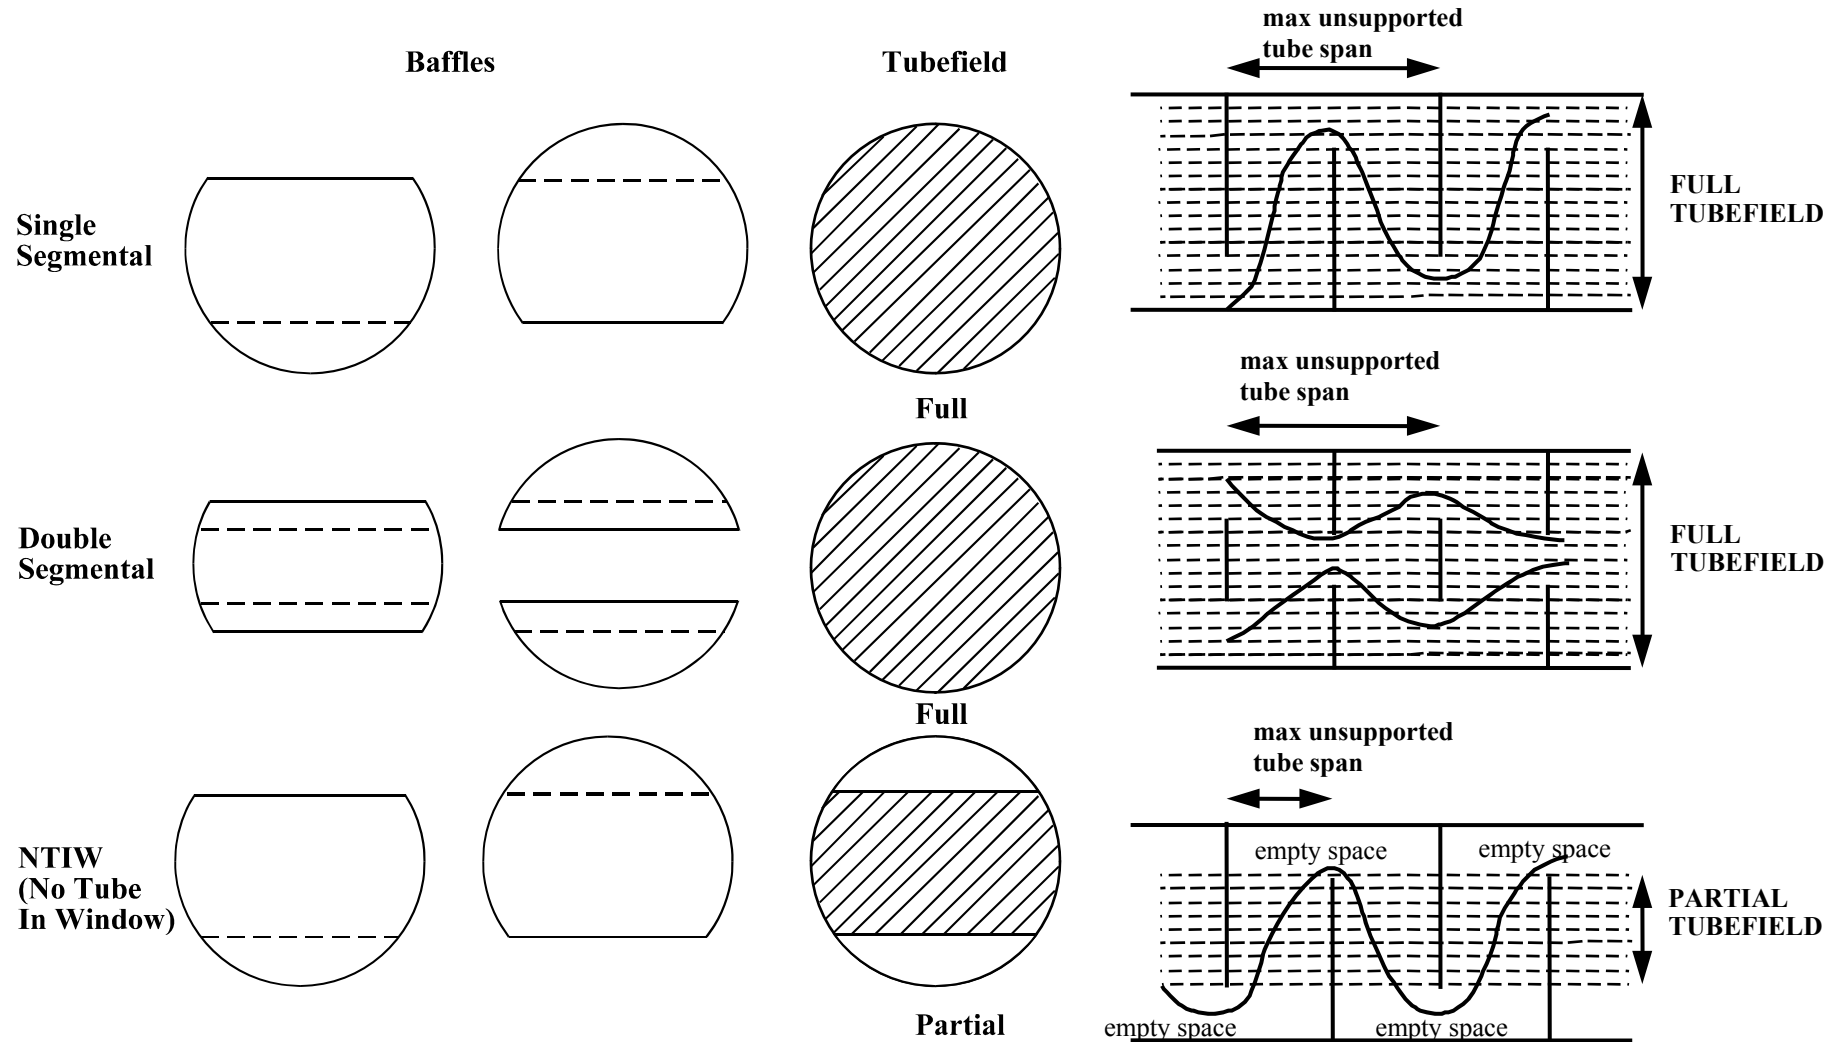 Baffles
Tubefield
max unsupported
tube span
Single
Segmental
FULL
TUBEFIELD
Full
max unsupported
tube span
Double
Segmental
FULL
TUBEFIELD
Full
max unsupported
tube span
NTIW
(No Tube
In Window)
empty space
empty space
PARTIAL
TUBEFIELD
Partial
empty space
empty space